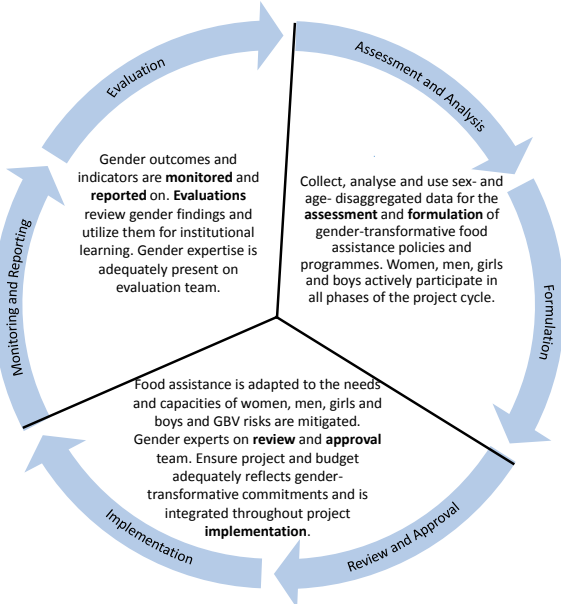 Evaluation
Assessment and Analysis
Gender outcomes and
indicators are monitored and
reported on. Evaluations
review gender findings and
utilize them for institutional
learning. Gender expertise is
adequately present on
evaluation team.
Collect, analyse and use sex- and
age- disaggregated data for the
assessment and formulation of
gender-transformative food
assistance policies and
programmes. Women, men, girls
and boys actively participate in
all phases of the project cycle.
Monitoring and Reporting
Formulation
Food assistance is adapted to the needs
and capacities of women, men, girls and
boys and GBV risks are mitigated.
Gender experts on review and approval
team. Ensure project and budget
adequately reflects gender-
transformative commitments and is
integrated throughout project
implementation.
Implementation
Review and Approval